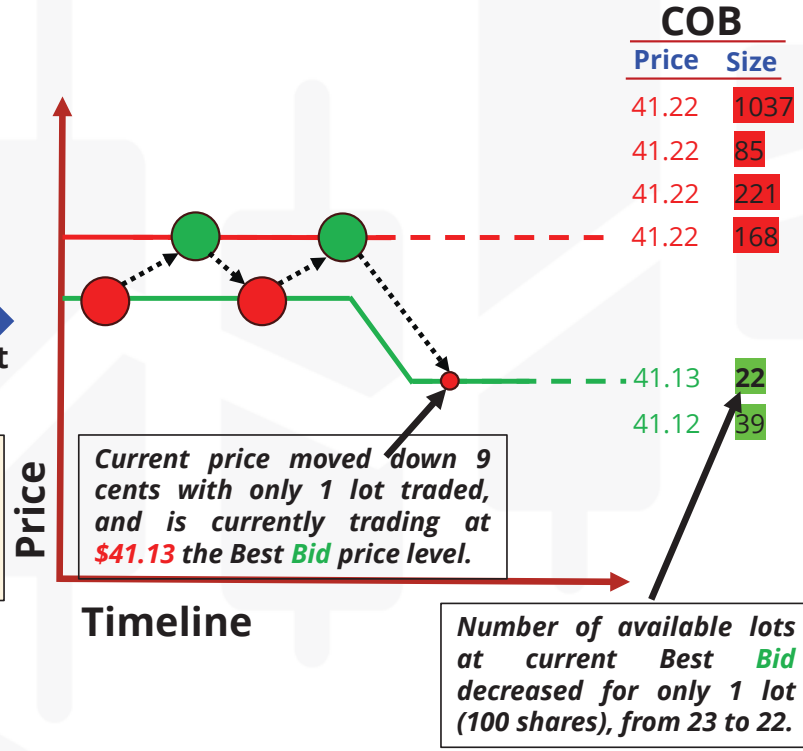 COB
Price Size
41.22 1037
41.22 85
41.22 221
41.22 168
41.13 22
41.12 39
t
Price
Current price moved down 9
cents with only 1 lot traded,
and is currently trading at
$41.13 the Best Bid price level.
Timeline
Number of available lots
at current Best Bid
decreased for only 1 lot
(100 shares), from 23 to 22.